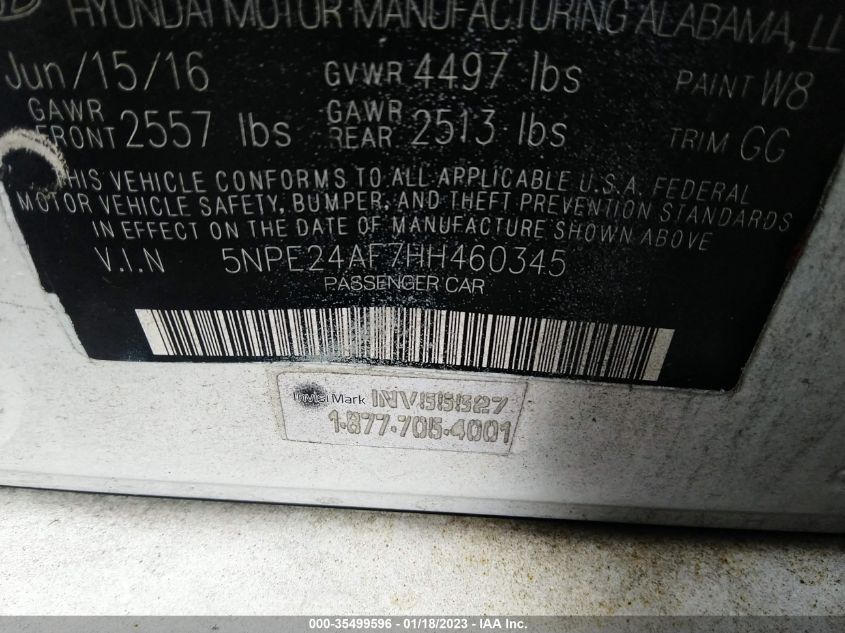 HYUNDAI MOTOR MANUFACTURING ALABAMA, LL
Jun/15/16 GVWR 4497 lbs PAINT W8
GAWR FRONT 2557 lbs GAWR REAR 2513 lbs TRIM GG
THIS VEHICLE CONFORMS TO ALL APPLICABLE U.S.A. FEDERAL
MOTOR VEHICLE SAFETY, BUMPER, AND THEFT PREVENTION STANDARDS
IN EFFECT ON THE DATE OF MANUFACTURE SHOWN ABOVE.
V.I.N 5NPE24AF7HH460345
PASSENGER CAR
Mark INV55527
1-877-705-4001
000-35499596 - 01/18/2023 - IAA Inc.